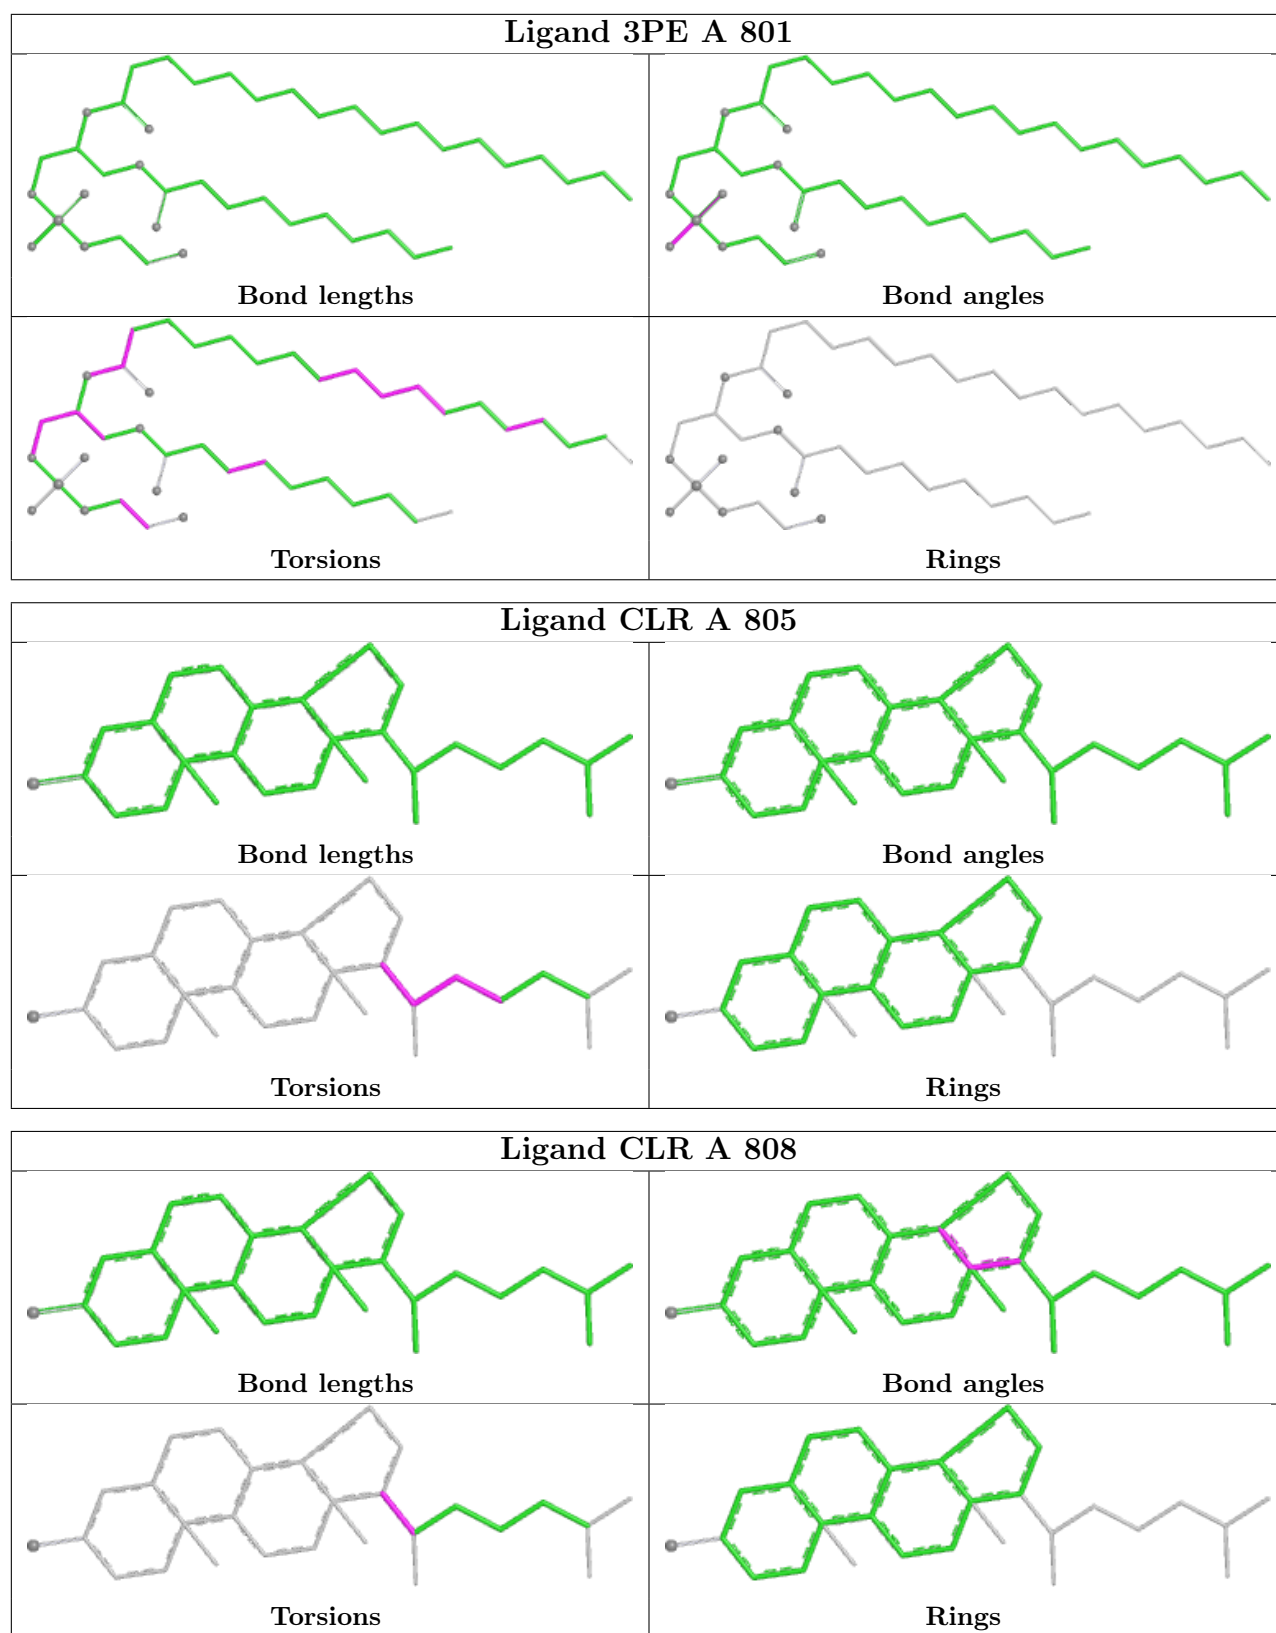 Ligand 3PE A 801
Bond lengths
Bond angles
Torsions
Rings
Ligand CLR A 805
Bond lengths
Bond angles
Torsions
Rings
Ligand CLR A 808
Bond lengths
Bond angles
Torsions
Rings